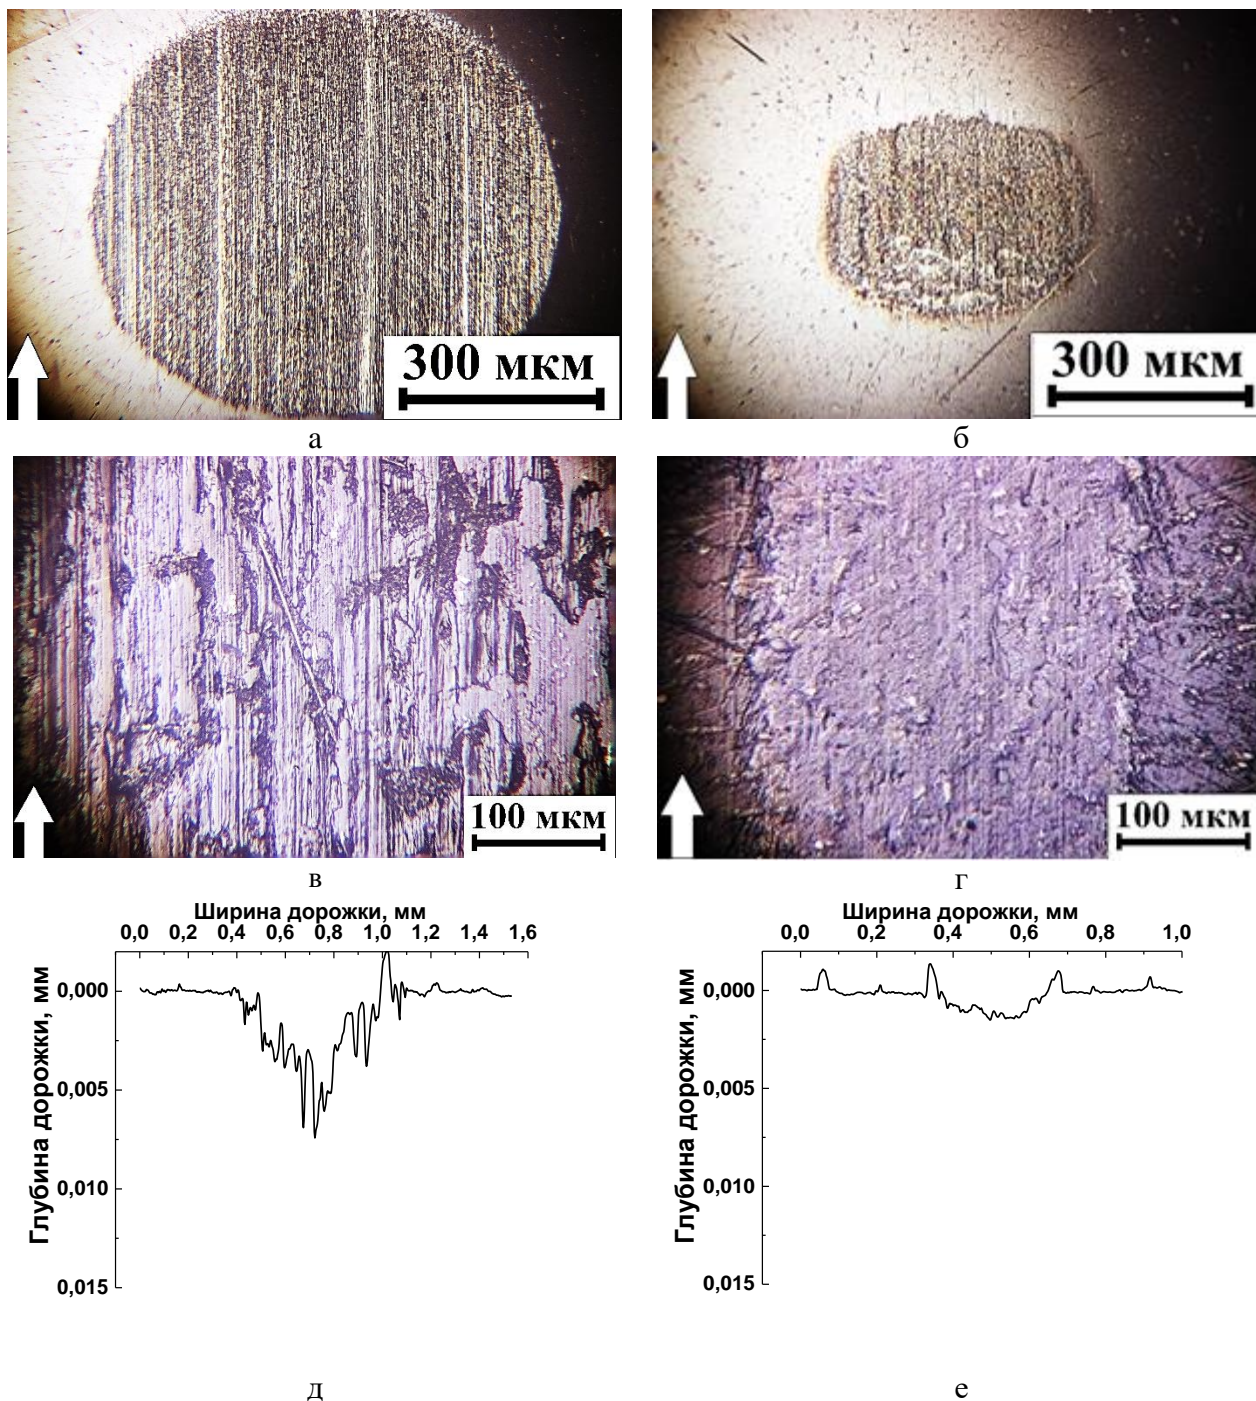 300 мкм
300 мкм
а
б
100 мкм
100 мкм
в
г
Ширина дорожки, мм
0,0 0,2 0,4 0,6 0,8 1,0 1,2 1,6
Глубина дорожки, мм
0,000
0,005
0,010
0,015
Ширина дорожки, мм
0,0 0,2 0,4 0,6 0,8 1,0
Глубина дорожки, мм
0,000
0,005
0,010
0,015
д
е